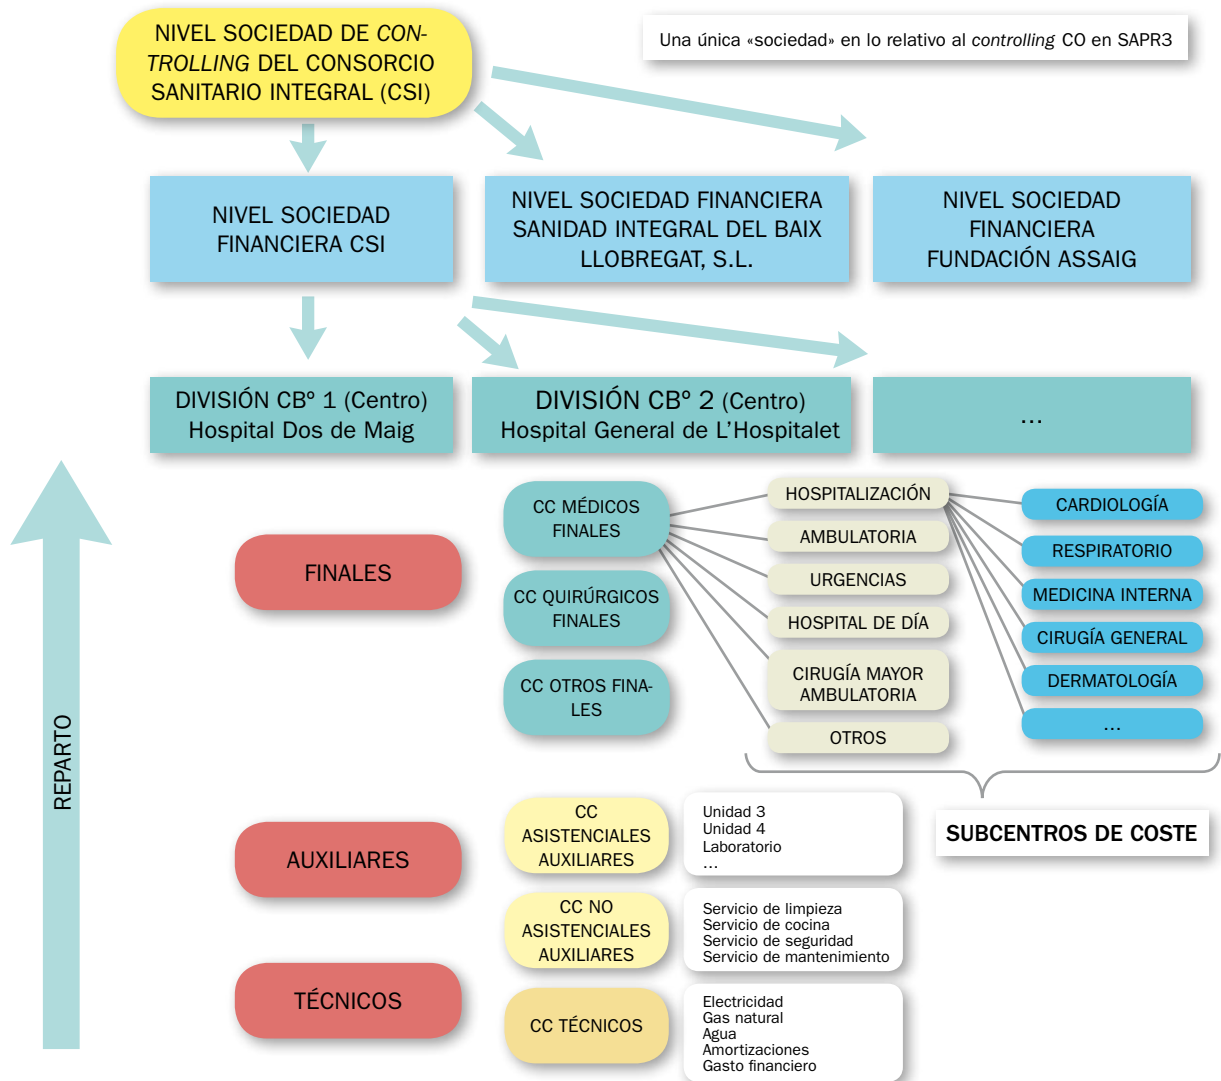 NIVEL SOCIEDAD DE CON-
TROLLING DEL CONSORCIO
SANITARIO INTEGRAL (CSI)
Una única «sociedad» en lo relativo al controlling CO en SAPR3
NIVEL SOCIEDAD
FINANCIERA CSI
NIVEL SOCIEDAD FINANCIERA
SANIDAD INTEGRAL DEL BAIX
LLOBREGAT, S.L.
NIVEL SOCIEDAD
FINANCIERA
FUNDACIÓN ASSAIG
DIVISIÓN CBº 1 (Centro)
Hospital Dos de Maig
DIVISIÓN CBº 2 (Centro)
Hospital General de L’Hospitalet
...
REPARTO
FINALES
CC MÉDICOS
FINALES
CC QUIRÚRGICOS
FINALES
CC OTROS FINA-
LES
HOSPITALIZACIÓN
AMBULATORIA
URGENCIAS
HOSPITAL DE DÍA
CIRUGÍA MAYOR
AMBULATORIA
OTROS
CARDIOLOGÍA
RESPIRATORIO
MEDICINA INTERNA
CIRUGÍA GENERAL
DERMATOLOGÍA
...
SUBCENTROS DE COSTE
AUXILIARES
CC
ASISTENCIALES
AUXILIARES
Unidad 3
Unidad 4
Laboratorio
...
CC NO
ASISTENCIALES
AUXILIARES
Servicio de limpieza
Servicio de cocina
Servicio de seguridad
Servicio de mantenimiento
TÉCNICOS
CC TÉCNICOS
Electricidad
Gas natural
Agua
Amortizaciones
Gasto financiero